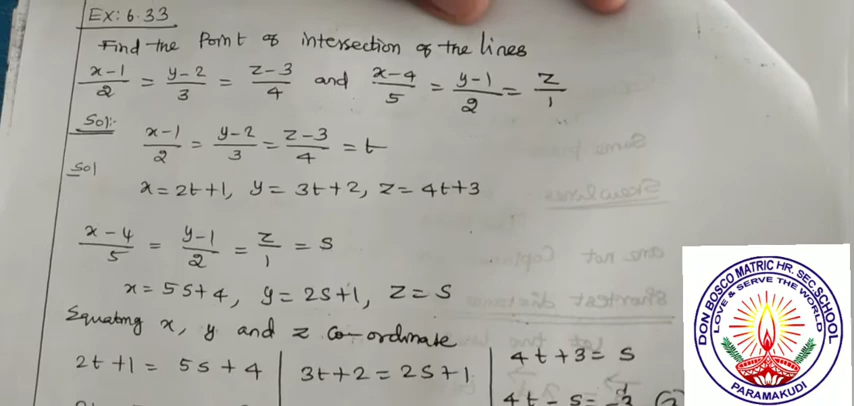 EX: 6.33
Find the Point of intersection of the lines
x-1/2 = y-2/3 = z-3/4 and x-4/5 = y-1/2 = z/1
Sol:-
x-1/2 = y-2/3 = z-3/4 = t
Sol
x = 2t+1, y = 3t+2, z = 4t+3
x-4/5 = y-1/2 = z/1 = s
x = 5s+4, y = 2s+1, z = s
Equating x, y and z co-ordinate
2t+1 = 5s+4
3t+2 = 2s+1
4t+3 = s
4t-s = -3
DON BOSCO MATRIC HR. SEC. SCHOOL
LOVE & SERVE THE WORLD
PARAMAKUDI